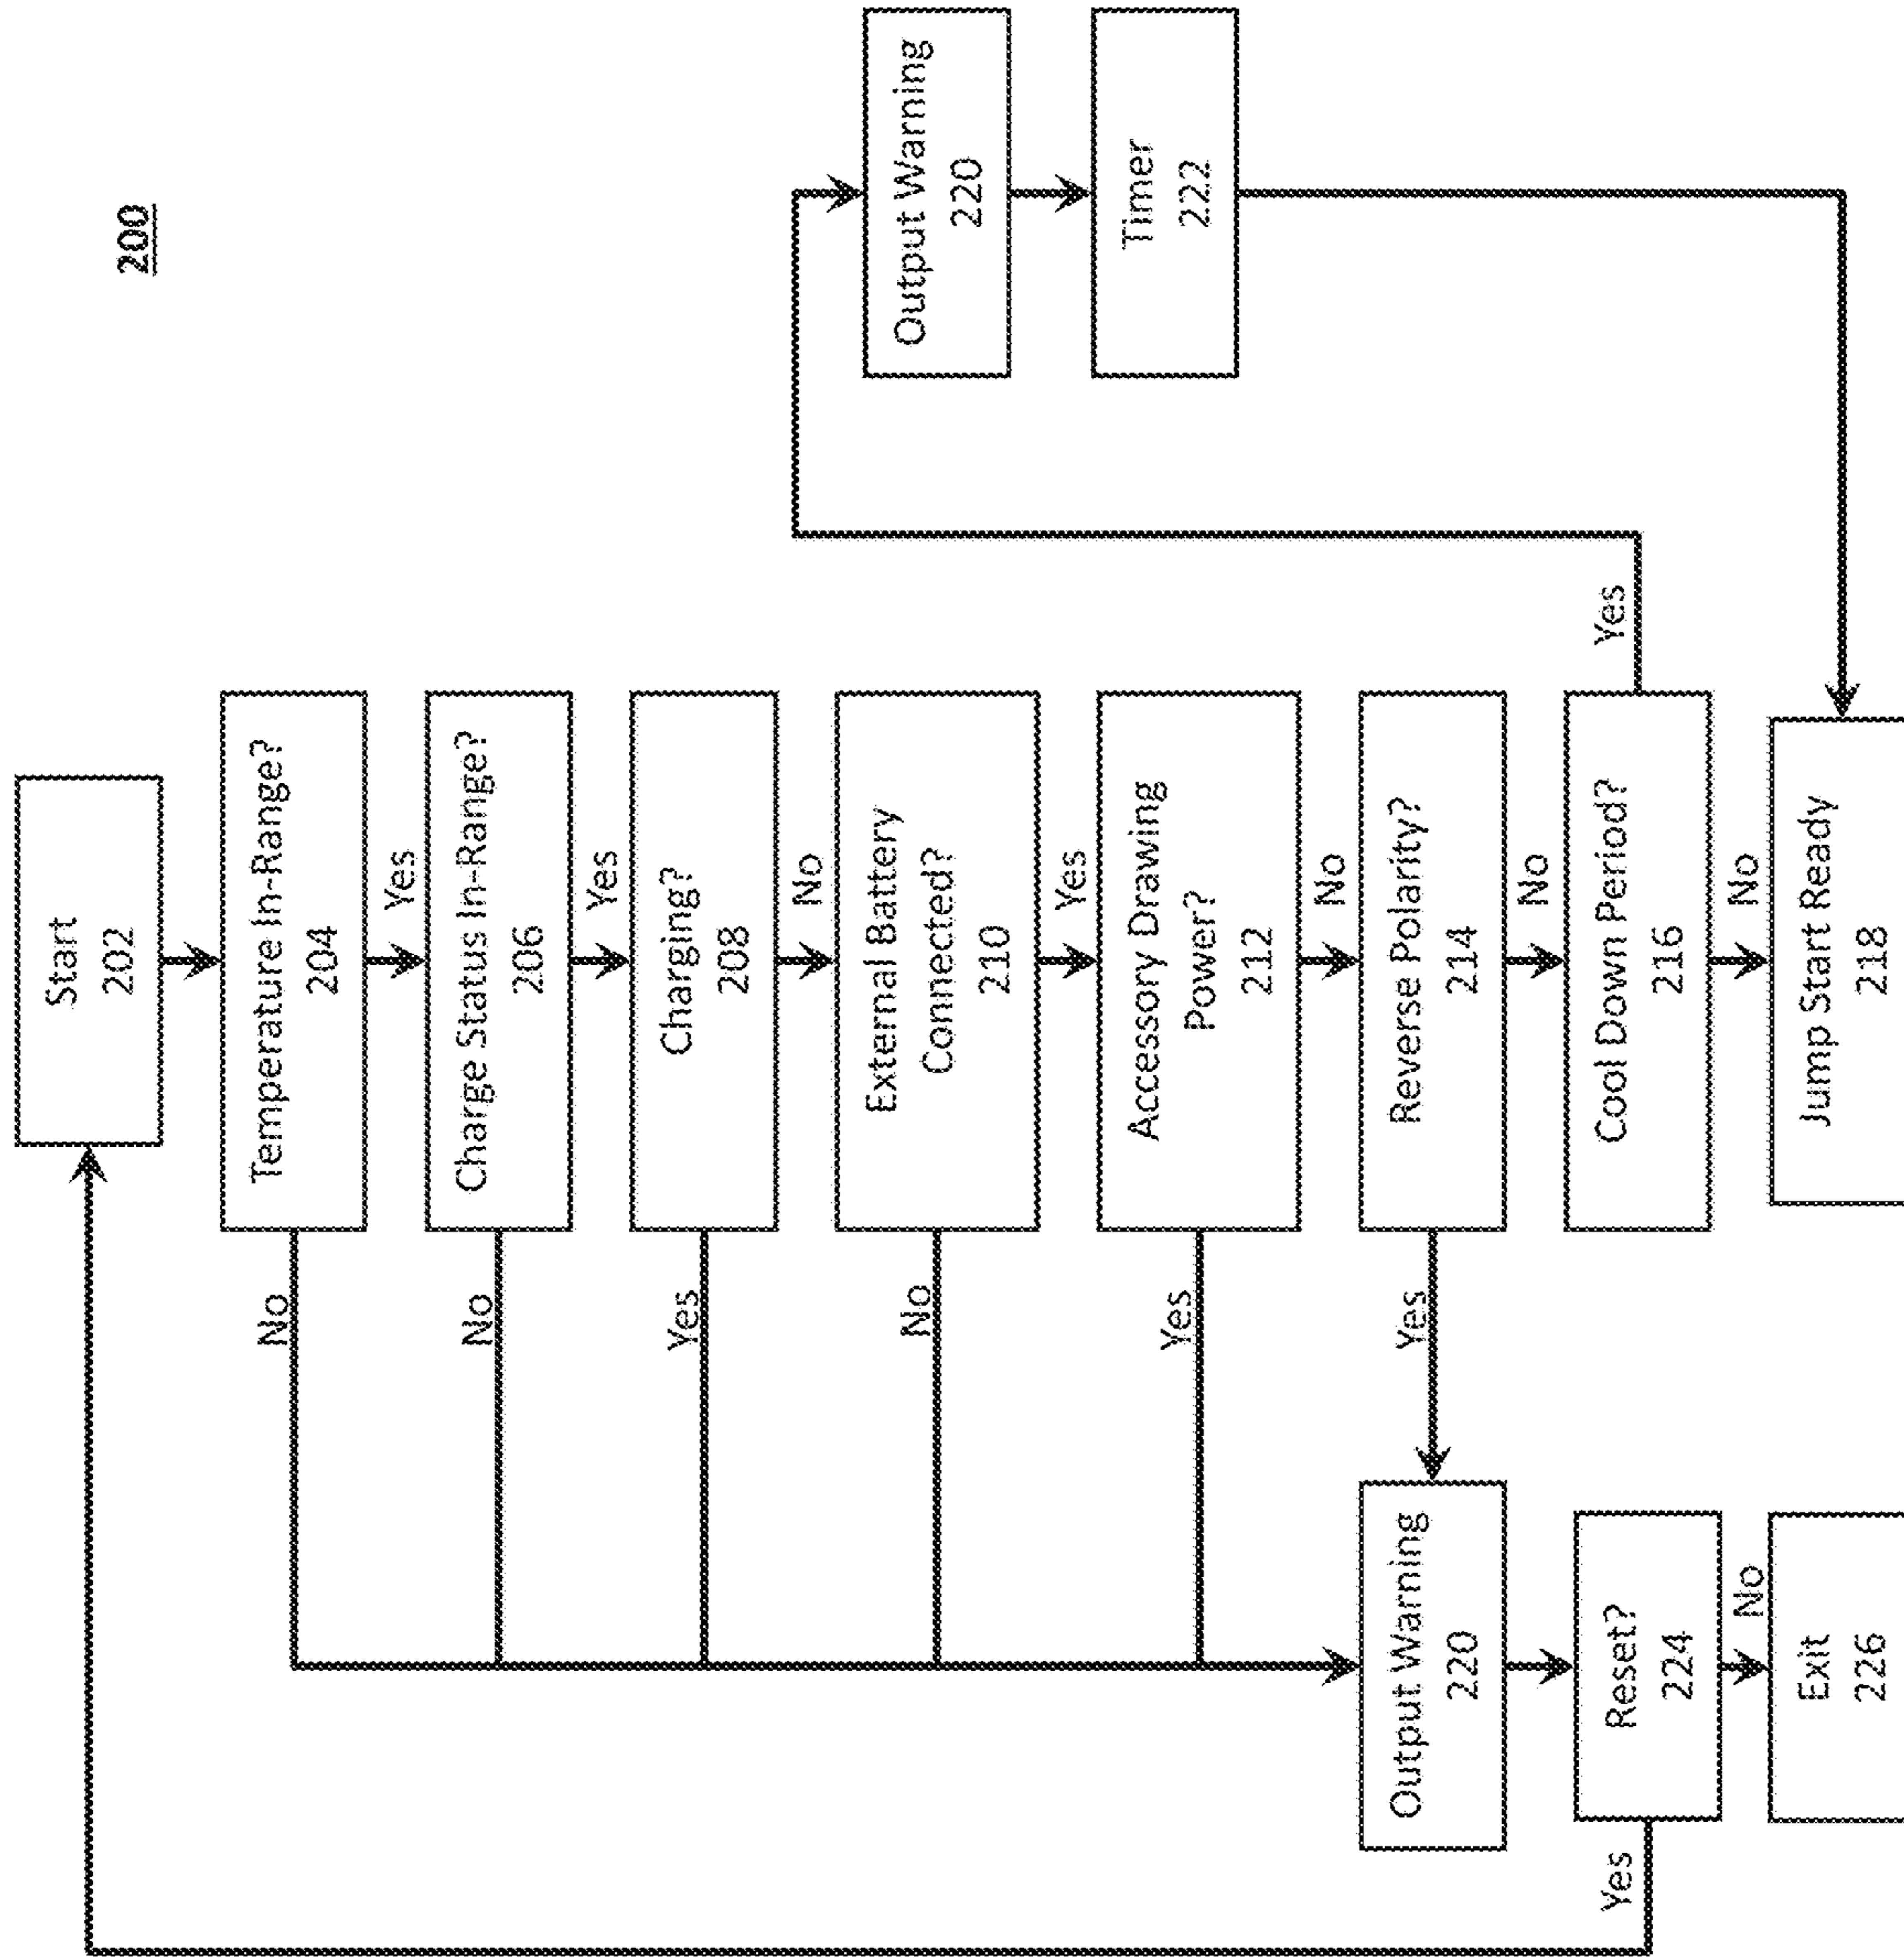 200
Start
202
Temperature In-Range?
204
No
Yes
Charge Status In-Range?
206
No
Yes
Charging?
208
Yes
No
External Battery
Connected?
210
No
Yes
Accessory Drawing
Power?
212
Yes
No
Reverse Polarity?
214
Yes
No
Cool Down Period?
216
Yes
No
Jump Start Ready
218
Output Warning
220
Timer
222
Output Warning
220
Reset?
224
Yes
No
Exit
226